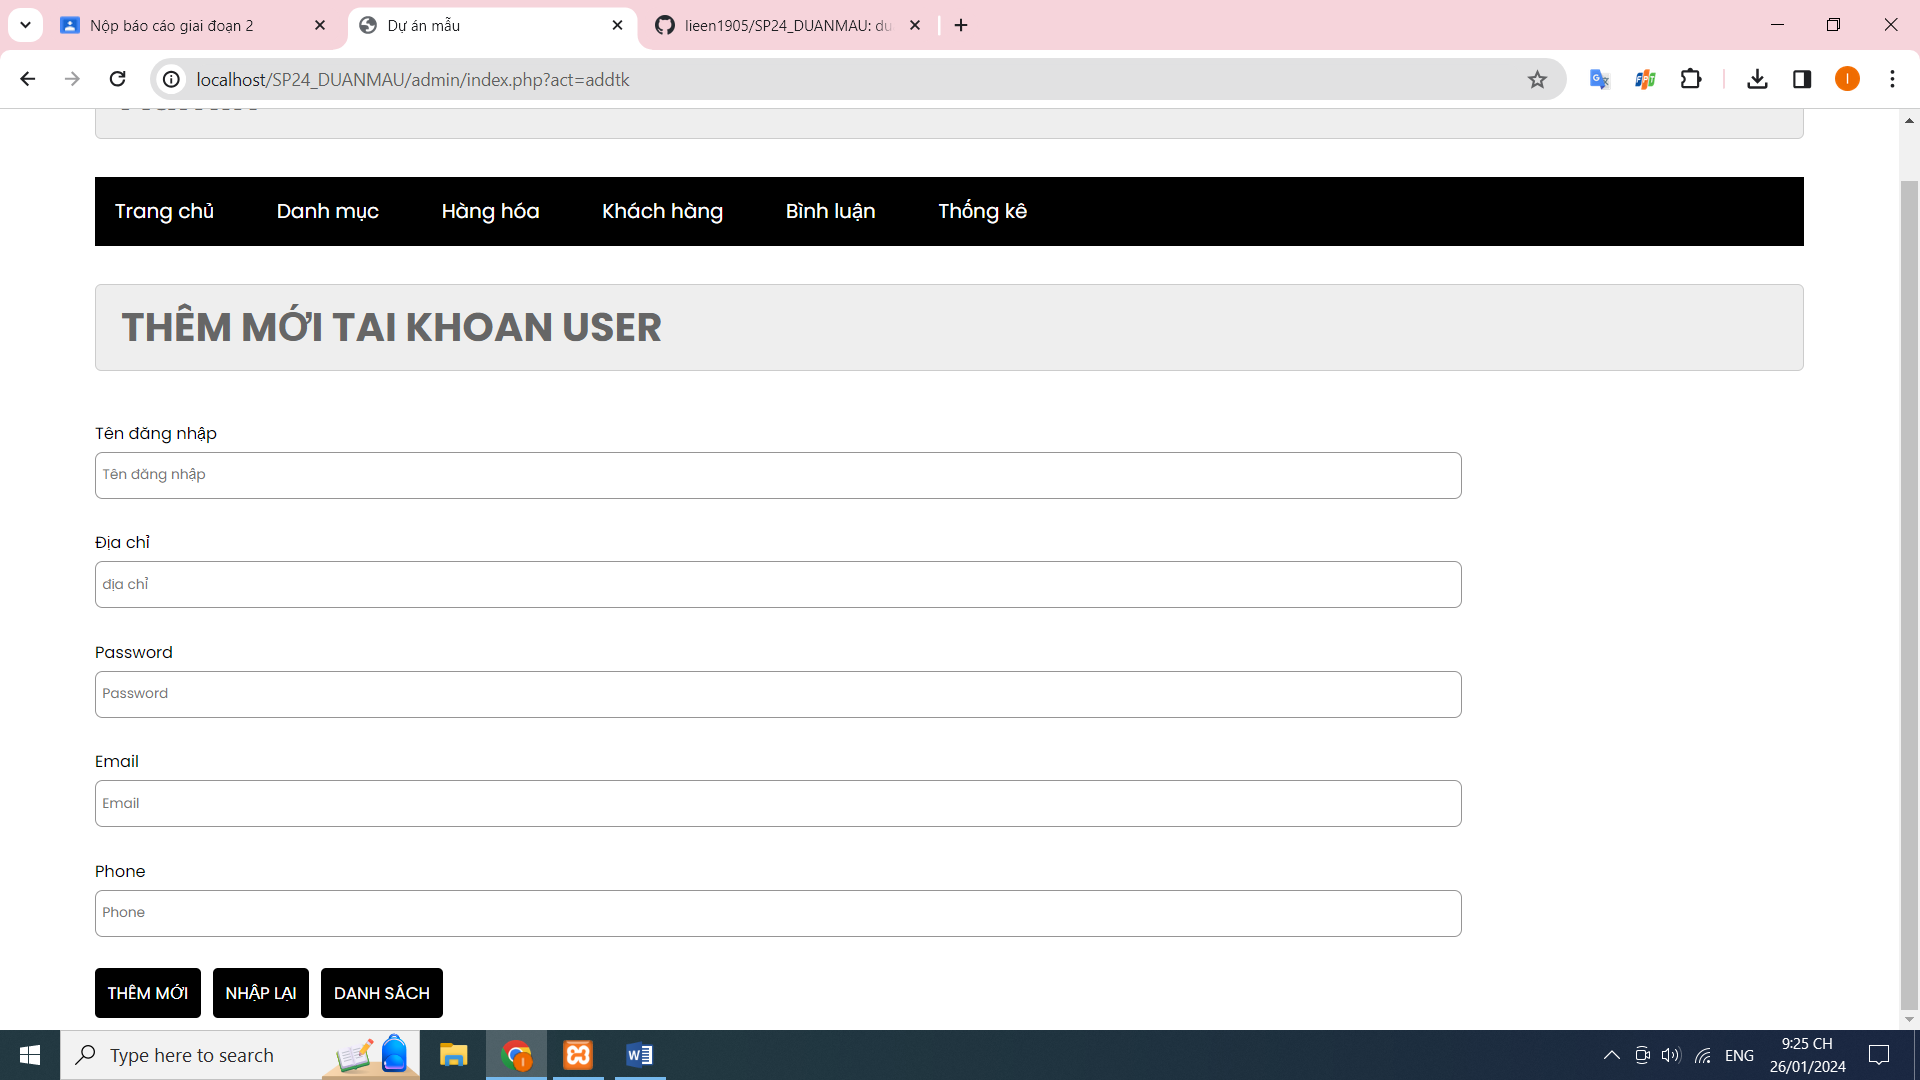 Nộp báo cáo giai đoạn 2
Dự án mẫu
lieen1905/SP24_DUANMAU: du
localhost/SP24_DUANMAU/admin/index.php?act=addtk
Trang chủ Danh mục Hàng hóa Khách hàng Bình luận Thống kê
THÊM MỚI TAI KHOAN USER
Tên đăng nhập
Tên đăng nhập
Địa chỉ
địa chỉ
Password
Password
Email
Email
Phone
Phone
THÊM MỚI NHẬP LẠI DANH SÁCH
Type here to search
ENG
9:25 CH
26/01/2024